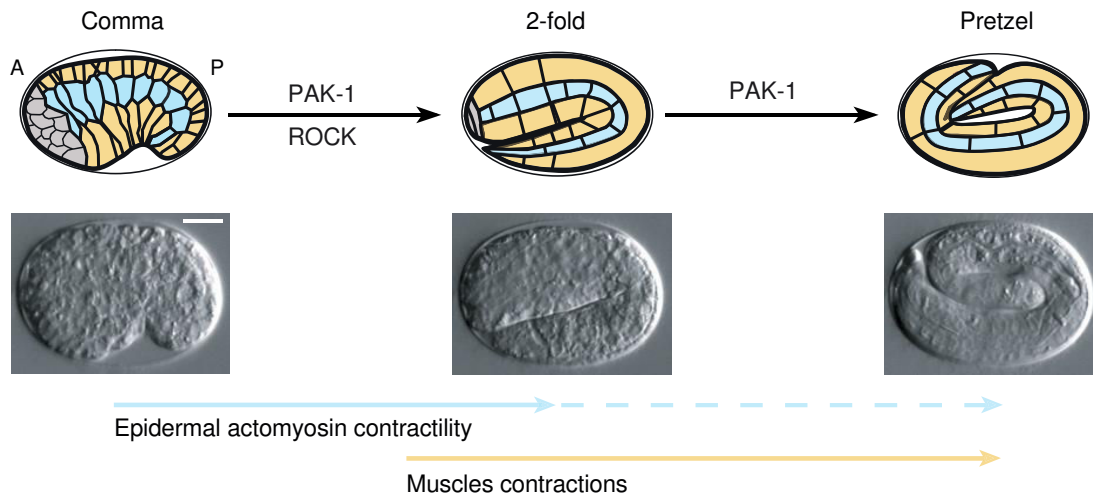 Comma
2-fold
Pretzel
A
P
PAK-1
ROCK
PAK-1
Epidermal actomyosin contractility
Muscles contractions